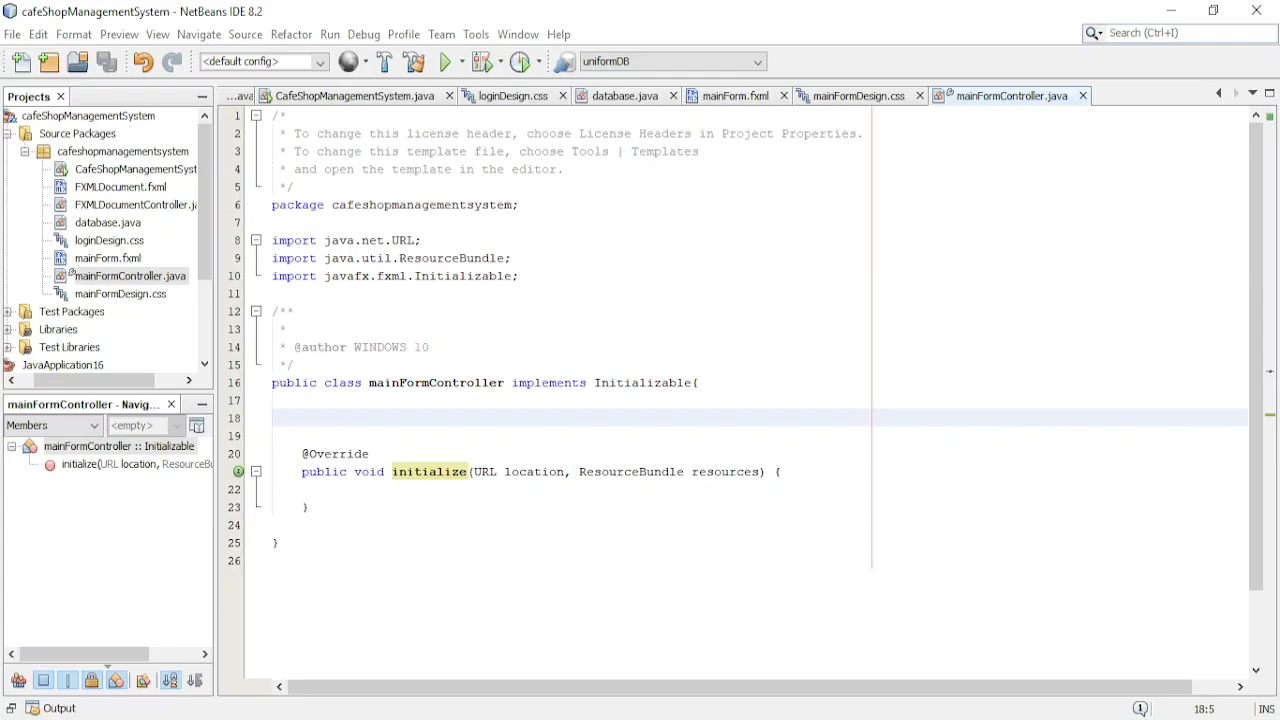 cafeShopManagementSystem - NetBeans IDE 8.2
File Edit Format Preview View Navigate Source Refactor Run Debug Profile Team Tools Window Help
Search (Ctrl+I)
<default config>
uniformDB
Projects
...ava CafeShopManagementSystem.java loginDesign.css database.java mainForm.fxml mainFormDesign.css mainFormController.java
cafeShopManagementSystem
Source Packages
cafeshopmanagementsystem
CafeShopManagementSyst
FXMLDocument.fxml
FXMLDocumentController.ja
database.java
loginDesign.css
mainForm.fxml
mainFormController.java
mainFormDesign.css
Test Packages
Libraries
Test Libraries
JavaApplication16
mainFormController - Navig...
Members
<empty>
mainFormController :: Initializable
initialize(URL location, ResourceBu
1 /*
2 * To change this license header, choose License Headers in Project Properties.
3 * To change this template file, choose Tools | Templates
4 * and open the template in the editor.
5 */
6 package cafeshopmanagementsystem;
7
8 import java.net.URL;
9 import java.util.ResourceBundle;
10 import javafx.fxml.Initializable;
11
12 /**
13 *
14 * @author WINDOWS 10
15 */
16 public class mainFormController implements Initializable{
17
18
19
20 @Override
public void initialize(URL location, ResourceBundle resources) {
22
23 }
24
25 }
26
Output
1
18:5
INS